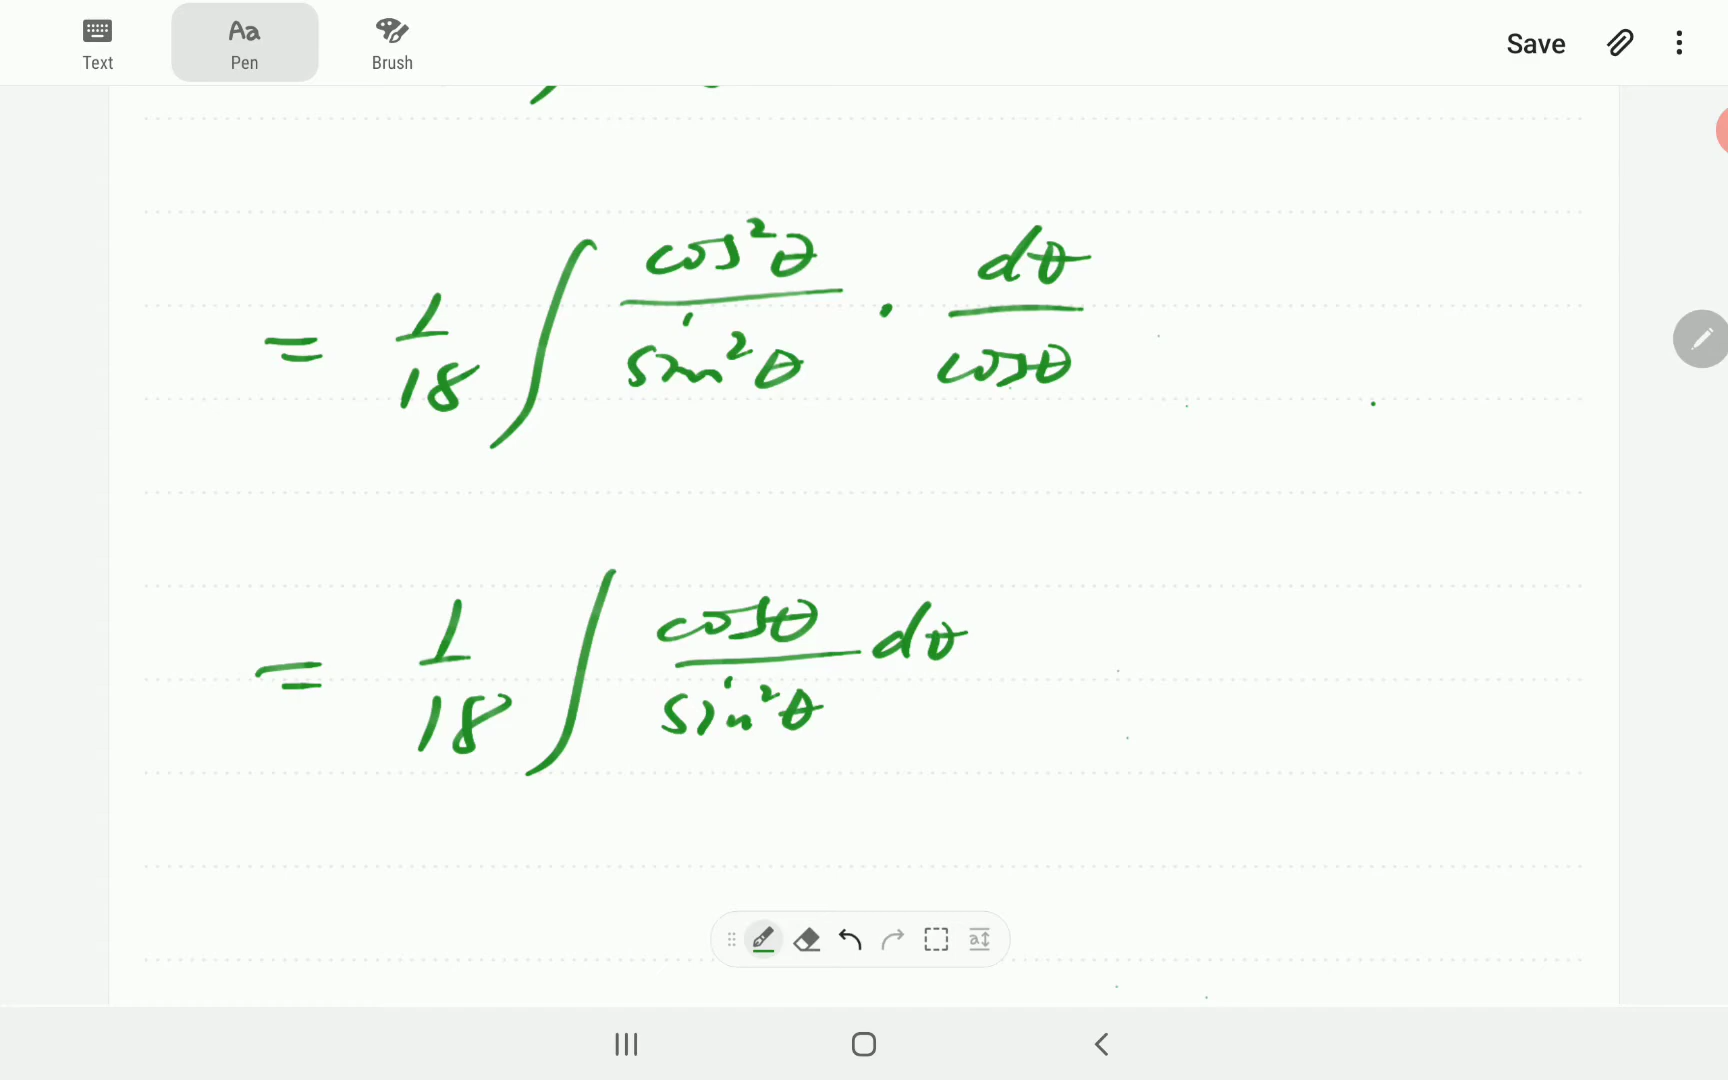 Text Pen Brush Save
= 1/18 ∫ cos²θ/sin²θ · dθ/cosθ
= 1/18 ∫ cosθ/sin²θ dθ